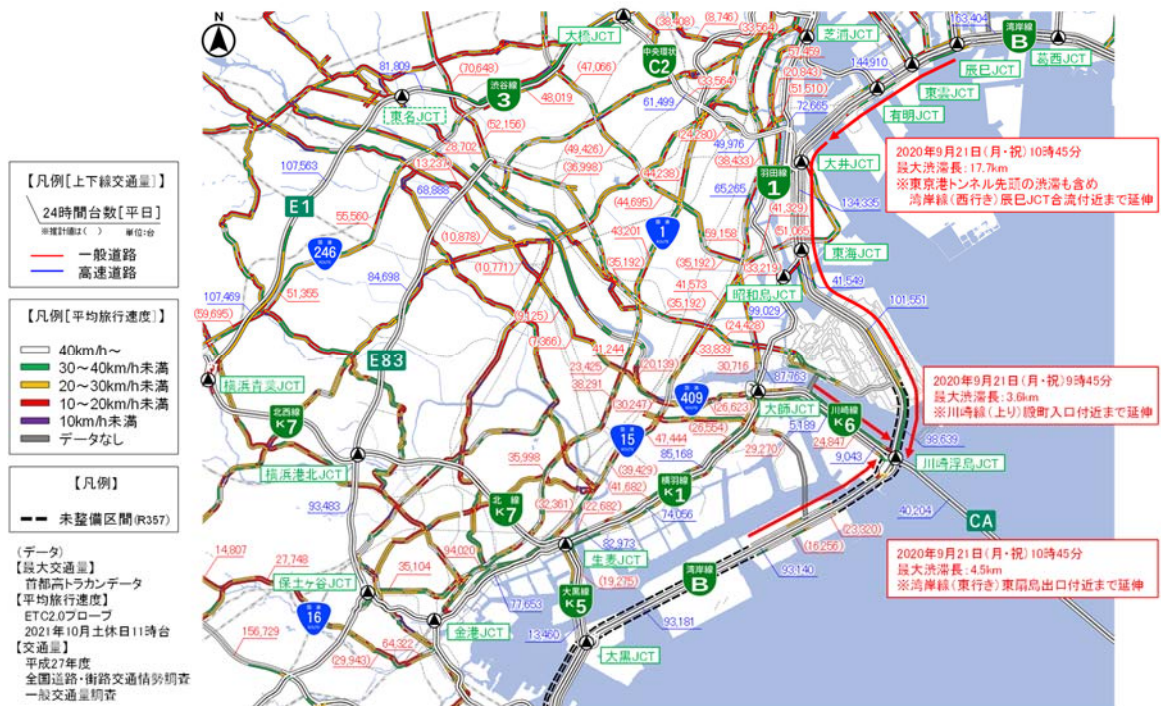 【凡例[上下線交通量]】
24時間台数[平日]
※推計値は( ) 単位:台
一般道路
高速道路
【凡例[平均旅行速度]】
40km/h~
30~40km/h未満
20~30km/h未満
10~20km/h未満
10km/h未満
データなし
【凡例】
未整備区間(R357)
(データ)
【最大交通量】
首都高トラカンデータ
【平均旅行速度】
ETC2.0プローブ
2021年10月土休日11時台
【交通量】
平成27年度
全国道路・街路交通情勢調査
一般交通量調査
N
大橋JCT
(38,408)
(8,746)
(33,564)
芝浦JCT
163,404
湾岸線
B
葛西JCT
辰巳JCT
中央環状
C2
57,459
144,910
81,809
(70,648)
(47,066)
(33,564)
(20,843)
(51,510)
東雲JCT
渋谷線
3
48,019
61,499
72,665
有明JCT
東名JCT
(52,156)
(24,280)
49,976
28,702
(49,426)
(38,433)
2020年9月21日(月・祝)10時45分
最大渋滞長:17.7km
※東京港トンネル先頭の渋滞も含め
湾岸線(西行き)辰巳JCT合流付近まで延伸
107,563
(13,237)
(36,998)
大井JCT
68,888
(44,238)
65,265
羽田線
1
134,335
E1
55,560
(44,695)
(41,329)
国道
246
ROUTE
(10,878)
43,201
国道
1
ROUTE
59,158
(51,065)
東海JCT
84,698
(10,771)
(35,192)
(35,192)
(33,219)
41,549
107,469
51,355
41,573
昭和島JCT
101,551
(59,695)
(35,192)
99,029
(9,125)
(7,366)
(24,428)
41,244
33,839
E83
23,425
(20,139)
30,716
87,763
横浜青葉JCT
38,291
国道
409
ROUTE
大師JCT
2020年9月21日(月・祝)9時45分
最大渋滞長:3.6km
※川崎線(上り)殿町入口付近まで延伸
北西線
K7
(30,247)
(26,623)
川崎線
K6
国道
15
ROUTE
(26,554)
5,189
24,847
98,639
47,444
29,270
9,043
川崎浮島JCT
横浜港北JCT
35,998
85,168
(39,429)
横羽線
K1
93,483
北線
K7
(32,361)
41,682
(22,682)
74,056
40,204
CA
(23,320)
(16,256)
94,020
82,973
生麦JCT
2020年9月21日(月・祝)10時45分
最大渋滞長:4.5km
※湾岸線(東行き)東扇島出口付近まで延伸
14,807
27,748
93,140
保土ヶ谷JCT
35,104
(19,275)
湾岸線
B
大黒線
K5
77,653
国道
16
ROUTE
93,181
金港JCT
13,460
156,729
64,322
(29,943)
大黒JCT